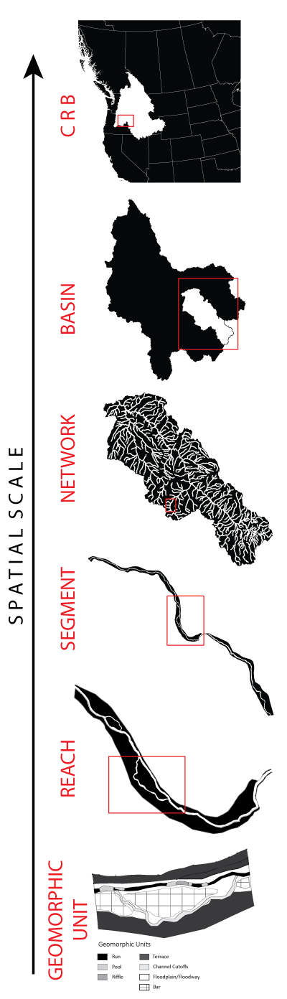 SPATIAL SCALE
CRB
BASIN
NETWORK
SEGMENT
REACH
GEOMORPHIC
UNIT
Geomorphic Units
Run
Pool
Riffle
Terrace
Channel Cutoffs
Floodplain/Floodway
Bar